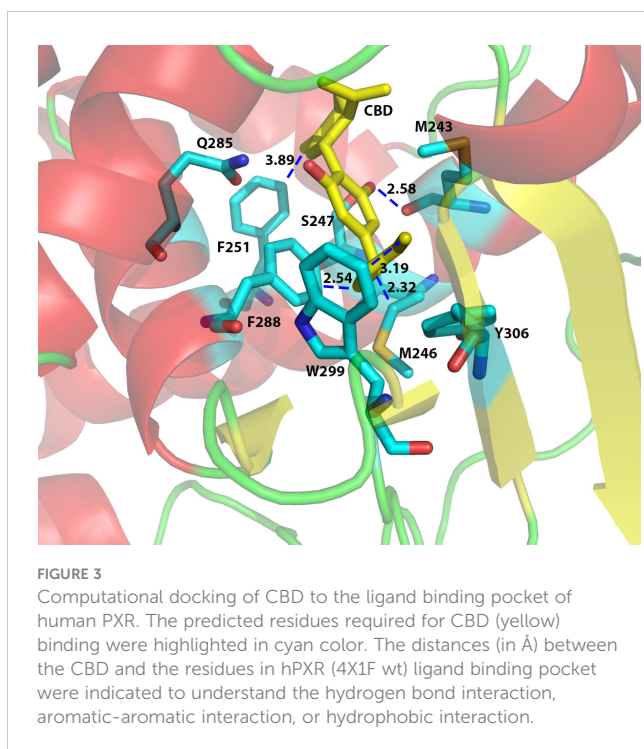 CBD
M243
Q285
3.89
2.58
S247
F251
3.19
2.54
2.32
F288
Y306
M246
W299
FIGURE 3
Computational docking of CBD to the ligand binding pocket of
human PXR. The predicted residues required for CBD (yellow)
binding were highlighted in cyan color. The distances (in Å) between
the CBD and the residues in hPXR (4X1F wt) ligand binding pocket
were indicated to understand the hydrogen bond interaction,
aromatic-aromatic interaction, or hydrophobic interaction.